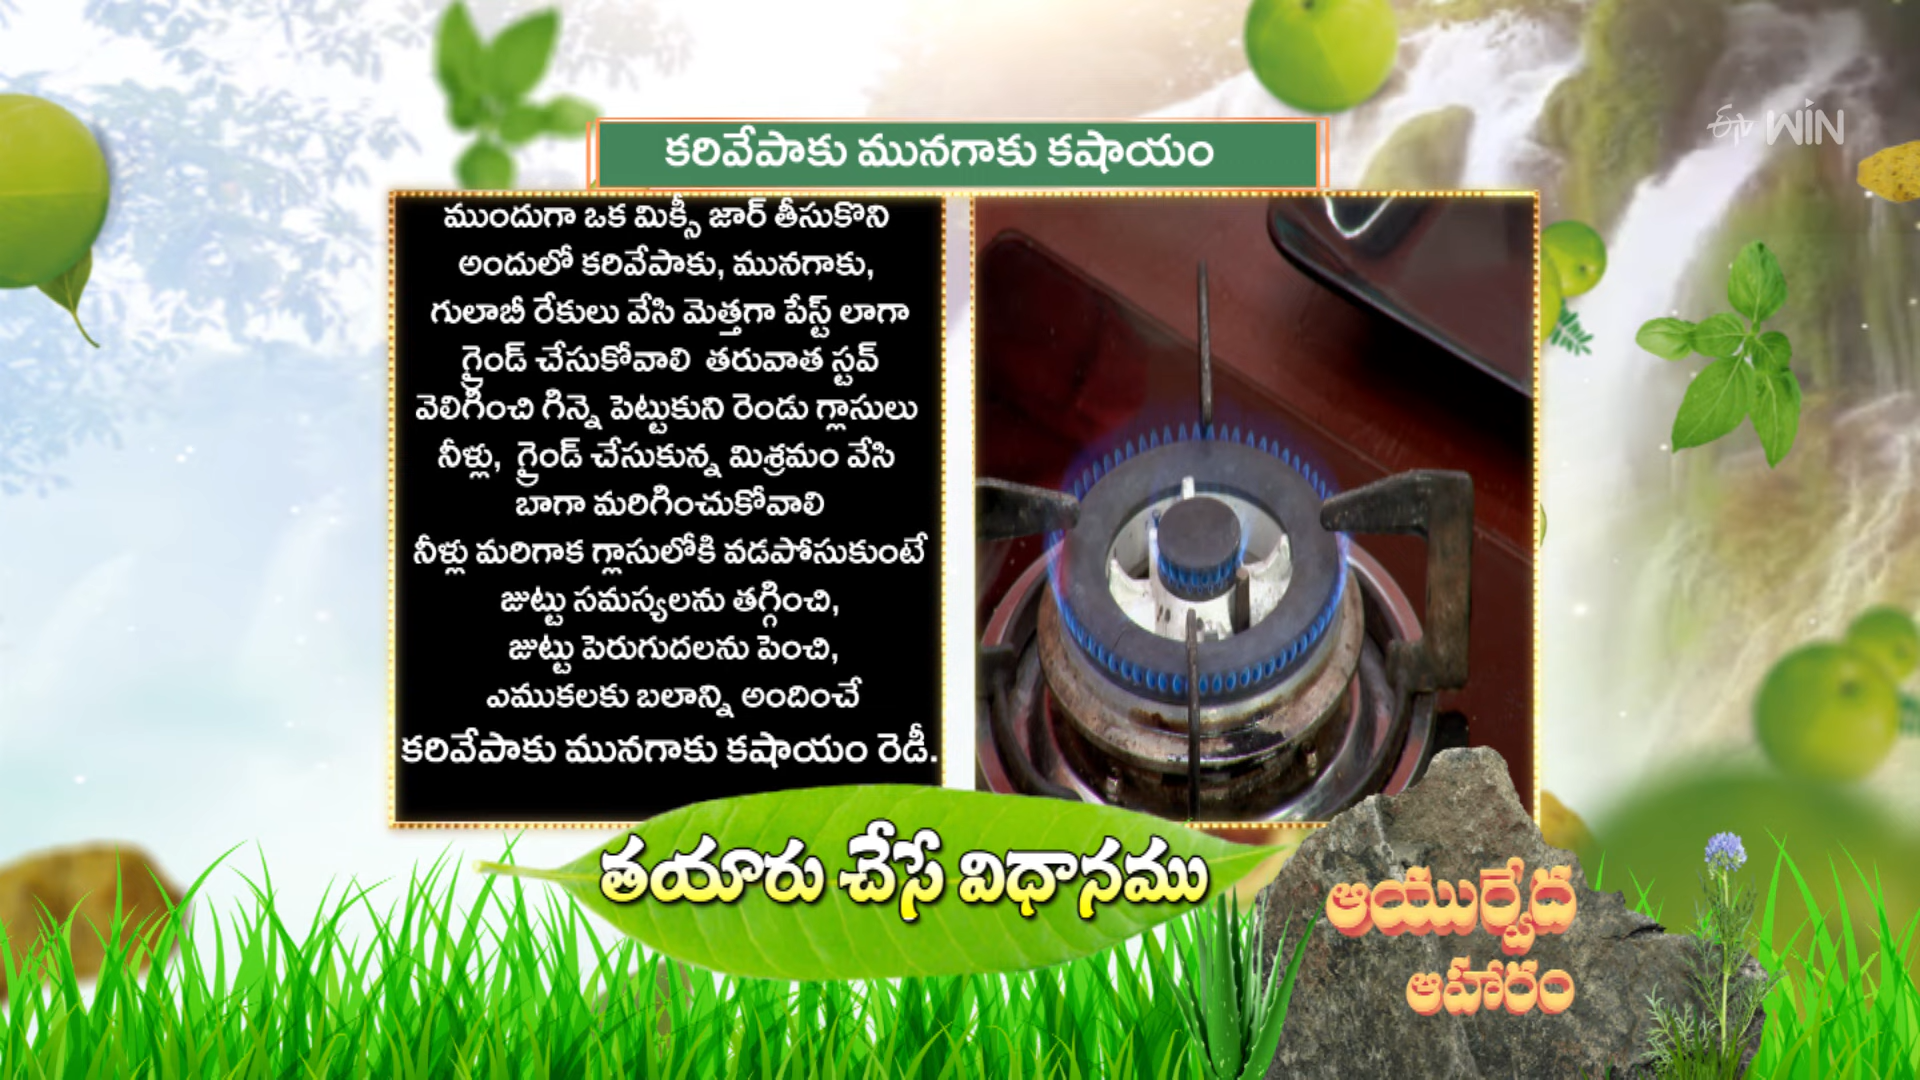 కరివేపాకు మునగాకు కషాయం
ఈటీవీ WIN
ముందుగా ఒక మిక్సీ జార్ తీసుకొని
అందులో కరివేపాకు, మునగాకు,
గులాబీ రేకులు వేసి మెత్తగా పేస్ట్ లాగా
గ్రైండ్ చేసుకోవాలి తరువాత స్టవ్
వెలిగించి గిన్నె పెట్టుకుని రెండు గ్లాసులు
నీళ్లు, గ్రైండ్ చేసుకున్న మిశ్రమం వేసి
బాగా మరిగించుకోవాలి
నీళ్లు మరిగాక గ్లాసులోకి వడపోసుకుంటే
జుట్టు సమస్యలను తగ్గించి,
జుట్టు పెరుగుదలను పెంచి,
ఎముకలకు బలాన్ని అందించే
కరివేపాకు మునగాకు కషాయం రెడీ.
తయారు చేసే విధానము
ఆయుర్వేద
ఆహారం